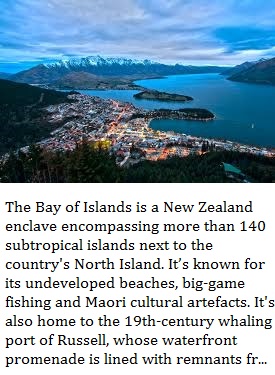 The Bay of Islands is a New Zealand
enclave encompassing more than 140
subtropical islands next to the
country's North Island. It’s known for
its undeveloped beaches, big-game
fishing and Maori cultural artefacts. It's
also home to the 19th-century whaling
port of Russell, whose waterfront
promenade is lined with remnants fr...